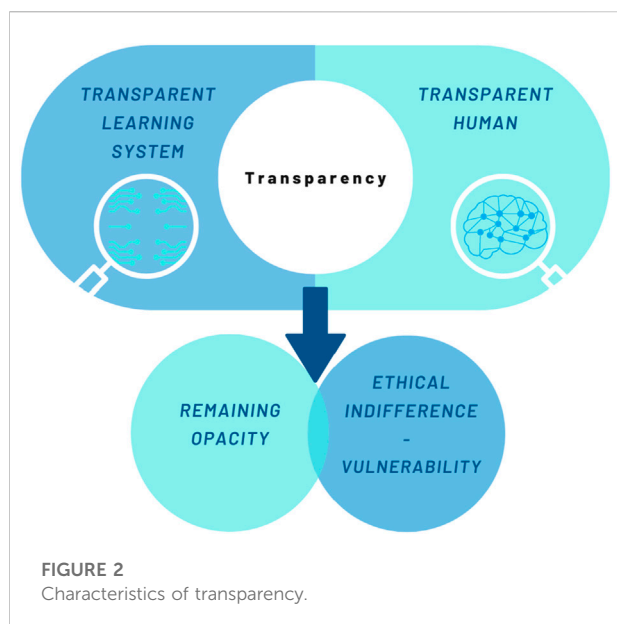 TRANSPARENT
LEARNING
SYSTEM
Transparency
TRANSPARENT
HUMAN
REMAINING
OPACITY
ETHICAL
INDIFFERENCE
-
VULNERABILITY
FIGURE 2
Characteristics of transparency.